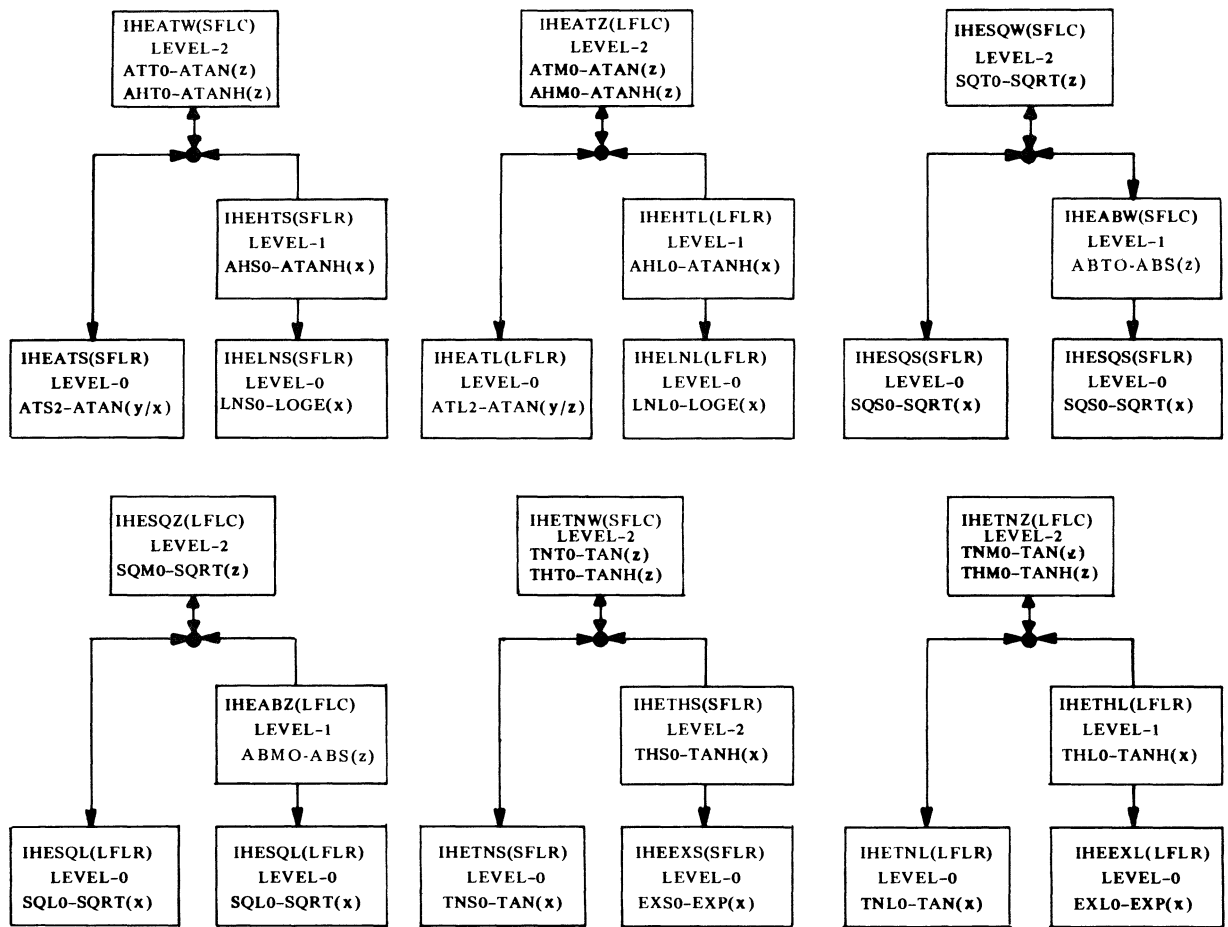 IHEATW(SFLC)
LEVEL-2
ATT0-ATAN(z)
AHT0-ATANH(z)
IHEATZ(LFLC)
LEVEL-2
ATM0-ATAN(z)
AHM0-ATANH(z)
IHESQW(SFLC)
LEVEL-2
SQT0-SQRT(z)
IHEHTS(SFLR)
LEVEL-1
AHS0-ATANH(x)
IHEHTL(LFLR)
LEVEL-1
AHL0-ATANH(x)
IHEABW(SFLC)
LEVEL-1
ABTO-ABS(z)
IHEATS(SFLR)
LEVEL-0
ATS2-ATAN(y/x)
IHELNS(SFLR)
LEVEL-0
LNS0-LOGE(x)
IHEATL(LFLR)
LEVEL-0
ATL2-ATAN(y/z)
IHELNL(LFLR)
LEVEL-0
LNL0-LOGE(x)
IHESQS(SFLR)
LEVEL-0
SQS0-SQRT(x)
IHESQS(SFLR)
LEVEL-0
SQS0-SQRT(x)
IHESQZ(LFLC)
LEVEL-2
SQM0-SQRT(z)
IHETNW(SFLC)
LEVEL-2
TNT0-TAN(z)
THT0-TANH(z)
IHETNZ(LFLC)
LEVEL-2
TNM0-TAN(z)
THM0-TANH(z)
IHEABZ(LFLC)
LEVEL-1
ABMO-ABS(z)
IHETHS(SFLR)
LEVEL-2
THS0-TANH(x)
IHETHL(LFLR)
LEVEL-1
THL0-TANH(x)
IHESQL(LFLR)
LEVEL-0
SQL0-SQRT(x)
IHESQL(LFLR)
LEVEL-0
SQL0-SQRT(x)
IHETNS(SFLR)
LEVEL-0
TNS0-TAN(x)
IHEEXS(SFLR)
LEVEL-0
EXS0-EXP(x)
IHETNL(LFLR)
LEVEL-0
TNL0-TAN(x)
IHEEXL(LFLR)
LEVEL-0
EXL0-EXP(x)